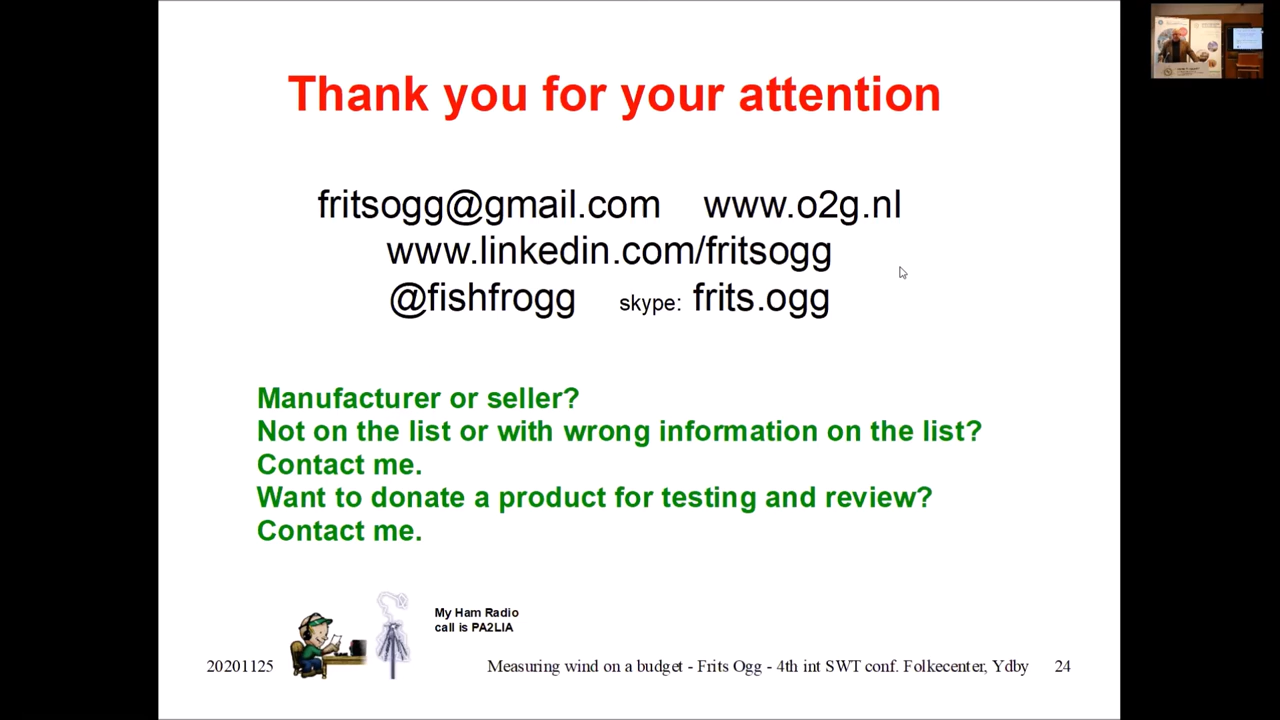 Thank you for your attention
fritsogg@gmail.com www.o2g.nl
www.linkedin.com/fritsogg
@fishfrogg skype: frits.ogg
Manufacturer or seller?
Not on the list or with wrong information on the list?
Contact me.
Want to donate a product for testing and review?
Contact me.
My Ham Radio
call is PA2LIA
20201125 Measuring wind on a budget - Frits Ogg - 4th int SWT conf. Folkecenter, Ydby 24